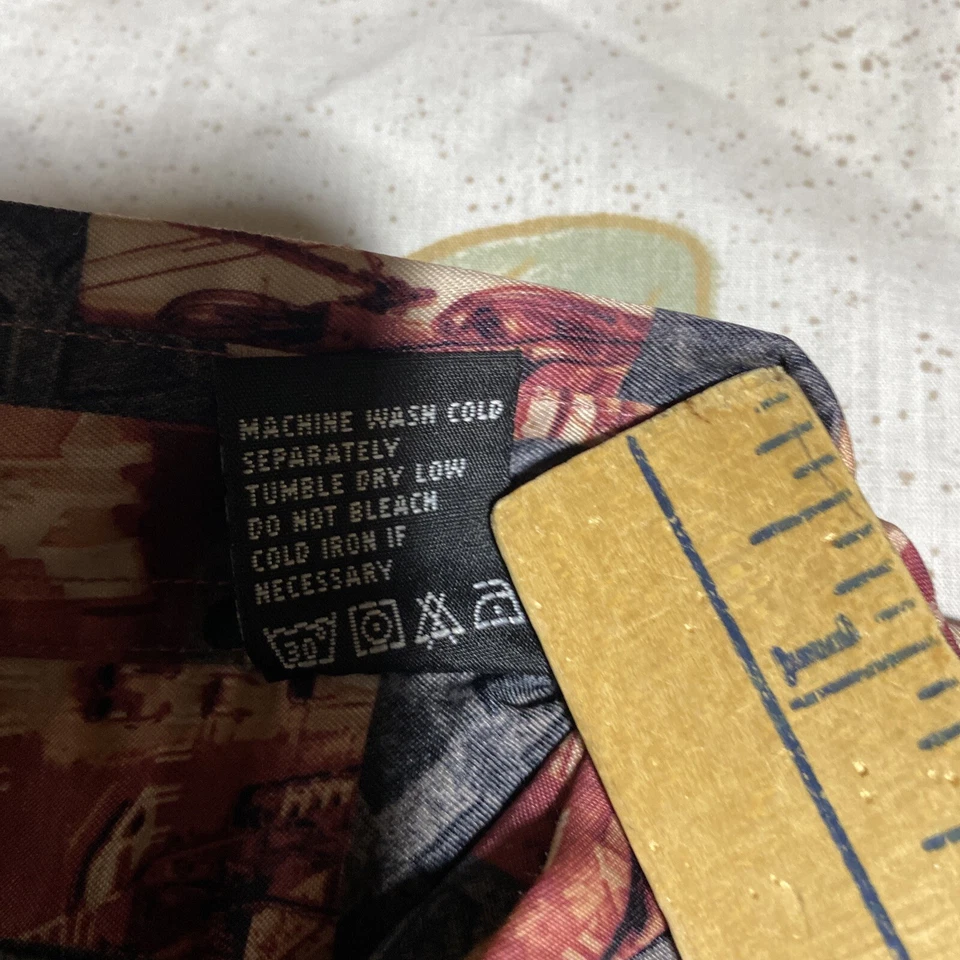 MACHINE WASH COLD
SEPARATELY
TUMBLE DRY LOW
DO NOT BLEACH
COLD IRON IF
NECESSARY
30°